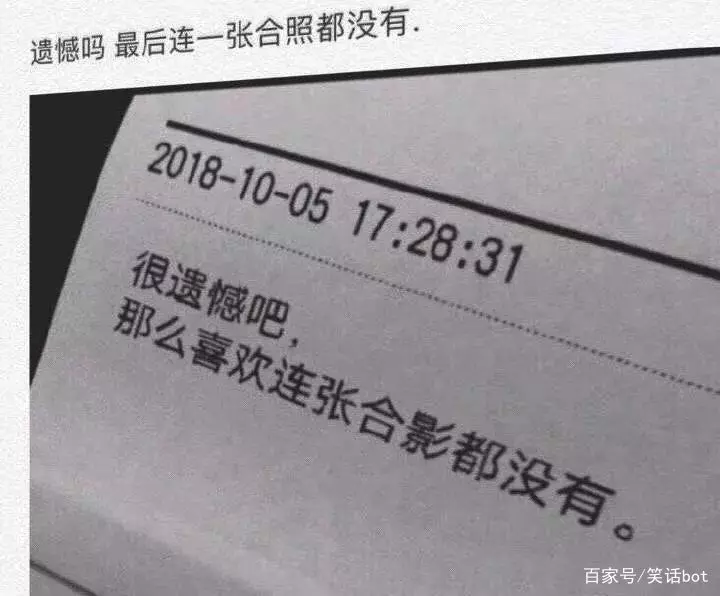 遗憾吗 最后连一张合照都没有.
2018-10-05 17:28:31
很遗憾吧，
那么喜欢连张合影都没有。
百家号/笑话bot